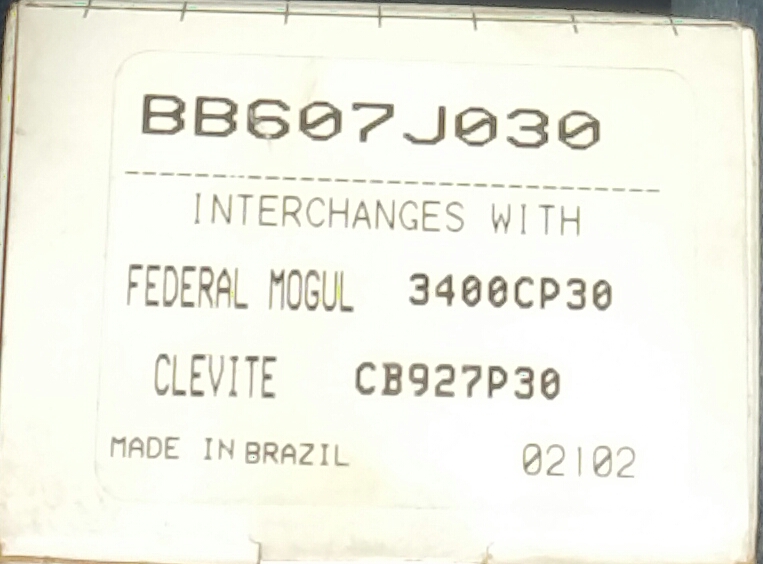 BB607J030
INTERCHANGES WITH
FEDERAL MOGUL 3400CP30
CLEVITE CB927P30
MADE IN BRAZIL 02102